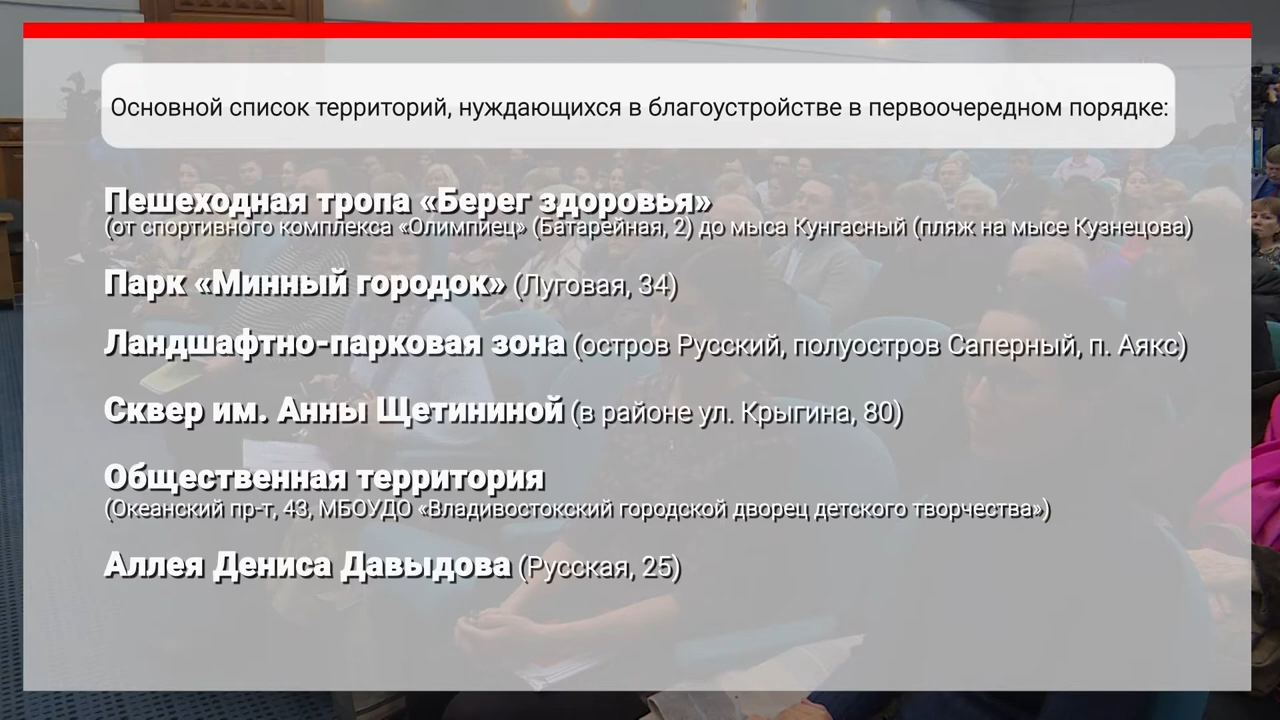 Основной список территорий, нуждающихся в благоустройстве в первоочередном порядке:
Пешеходная тропа «Берег здоровья»
(от спортивного комплекса «Олимпиец» (Батарейная, 2) до мыса Кунгасный (пляж на мысе Кузнецова)
Парк «Минный городок» (Луговая, 34)
Ландшафтно-парковая зона (остров Русский, полуостров Саперный, п. Аякс)
Сквер им. Анны Щетининой (в районе ул. Крыгина, 80)
Общественная территория
(Океанский пр-т, 43, МБОУДО «Владивостокский городской дворец детского творчества»)
Аллея Дениса Давыдова (Русская, 25)